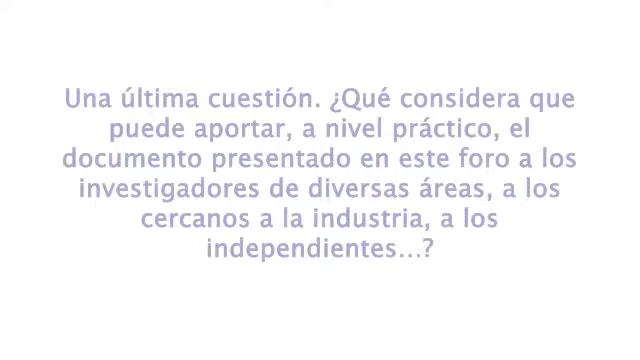 Una última cuestión. ¿Qué considera que
puede aportar, a nivel práctico, el
documento presentado en este foro a los
investigadores de diversas áreas, a los
cercanos a la industria, a los
independientes...?